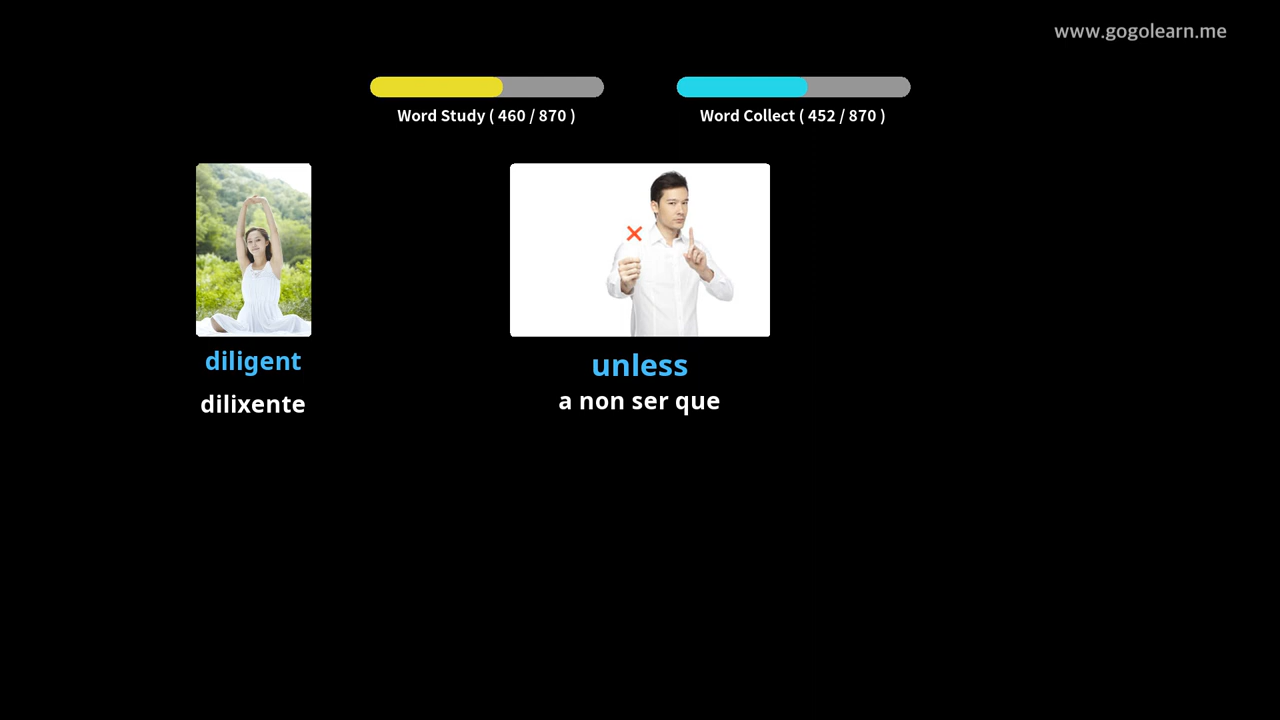 www.gogolearn.me
Word Study ( 460 / 870 )
Word Collect ( 452 / 870 )
diligent
dilixente
unless
a non ser que